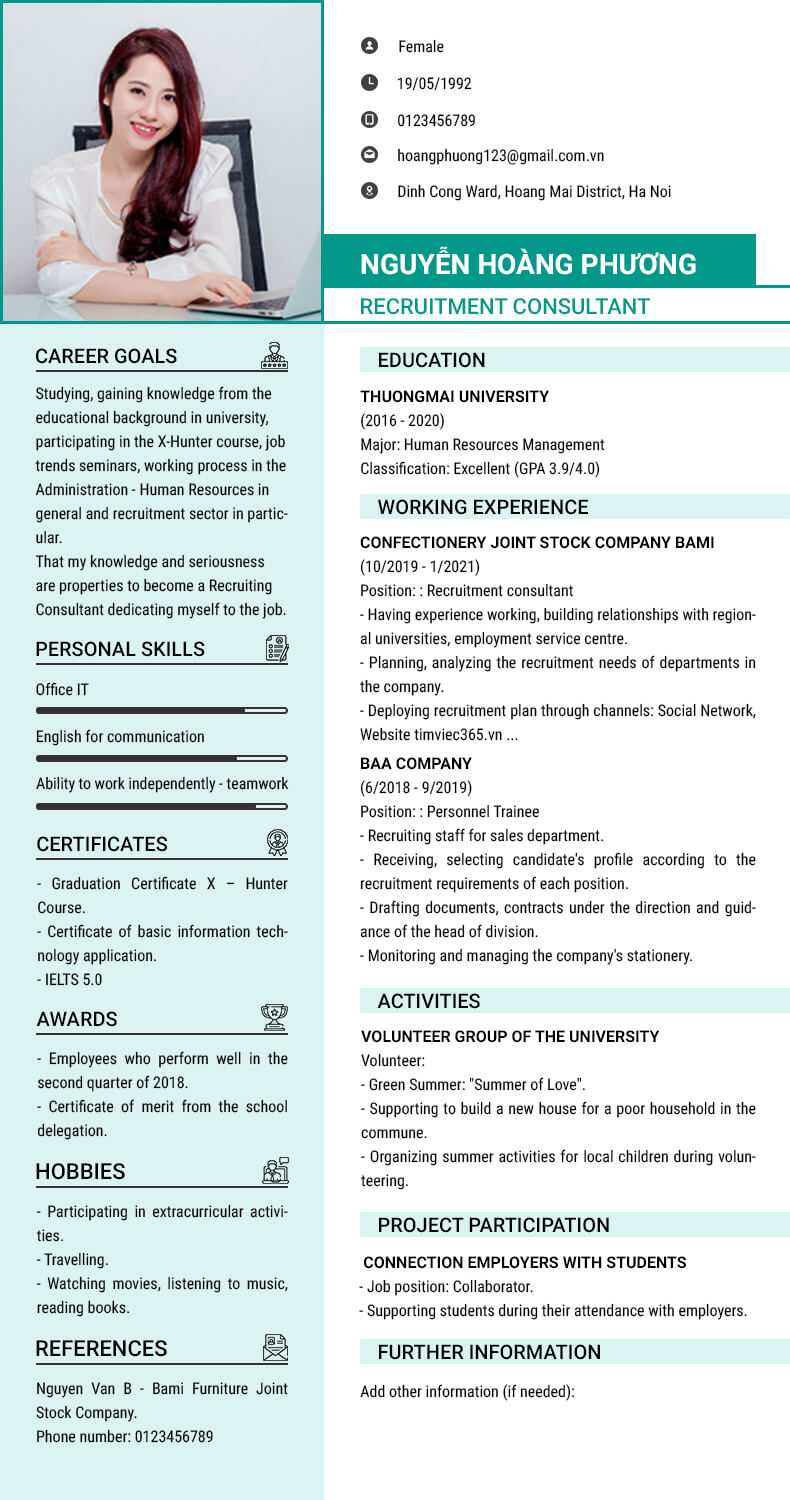 Female
19/05/1992
0123456789
hoangphuong123@gmail.com.vn
Dinh Cong Ward, Hoang Mai District, Ha Noi
NGUYỄN HOÀNG PHƯƠNG
RECRUITMENT CONSULTANT
CAREER GOALS
Studying, gaining knowledge from the
educational background in university,
participating in the X-Hunter course, job
trends seminars, working process in the
Administration - Human Resources in
general and recruitment sector in partic-
ular.
That my knowledge and seriousness
are properties to become a Recruiting
Consultant dedicating myself to the job.
PERSONAL SKILLS
Office IT
English for communication
Ability to work independently - teamwork
CERTIFICATES
- Graduation Certificate X – Hunter
Course.
- Certificate of basic information tech-
nology application.
- IELTS 5.0
AWARDS
- Employees who perform well in the
second quarter of 2018.
- Certificate of merit from the school
delegation.
HOBBIES
- Participating in extracurricular activi-
ties.
- Travelling.
- Watching movies, listening to music,
reading books.
REFERENCES
Nguyen Van B - Bami Furniture Joint
Stock Company.
Phone number: 0123456789
EDUCATION
THUONGMAI UNIVERSITY
(2016 - 2020)
Major: Human Resources Management
Classification: Excellent (GPA 3.9/4.0)
WORKING EXPERIENCE
CONFECTIONERY JOINT STOCK COMPANY BAMI
(10/2019 - 1/2021)
Position: : Recruitment consultant
- Having experience working, building relationships with region-
al universities, employment service centre.
- Planning, analyzing the recruitment needs of departments in
the company.
- Deploying recruitment plan through channels: Social Network,
Website timviec365.vn ...
BAA COMPANY
(6/2018 - 9/2019)
Position: : Personnel Trainee
- Recruiting staff for sales department.
- Receiving, selecting candidate's profile according to the
recruitment requirements of each position.
- Drafting documents, contracts under the direction and guid-
ance of the head of division.
- Monitoring and managing the company's stationery.
ACTIVITIES
VOLUNTEER GROUP OF THE UNIVERSITY
Volunteer:
- Green Summer: "Summer of Love".
- Supporting to build a new house for a poor household in the
commune.
- Organizing summer activities for local children during volun-
teering.
PROJECT PARTICIPATION
CONNECTION EMPLOYERS WITH STUDENTS
- Job position: Collaborator.
- Supporting students during their attendance with employers.
FURTHER INFORMATION
Add other information (if needed):